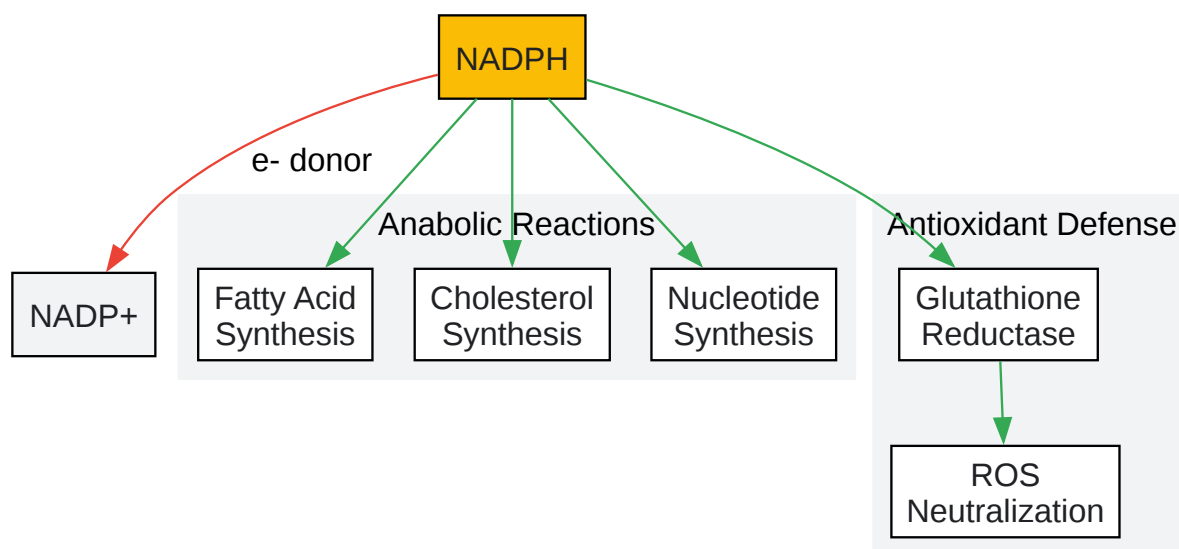 NADPH
e- donor
Anabolic Reactions
Antioxidant Defense
NADP+
Fatty Acid
Synthesis
Cholesterol
Synthesis
Nucleotide
Synthesis
Glutathione
Reductase
ROS
Neutralization